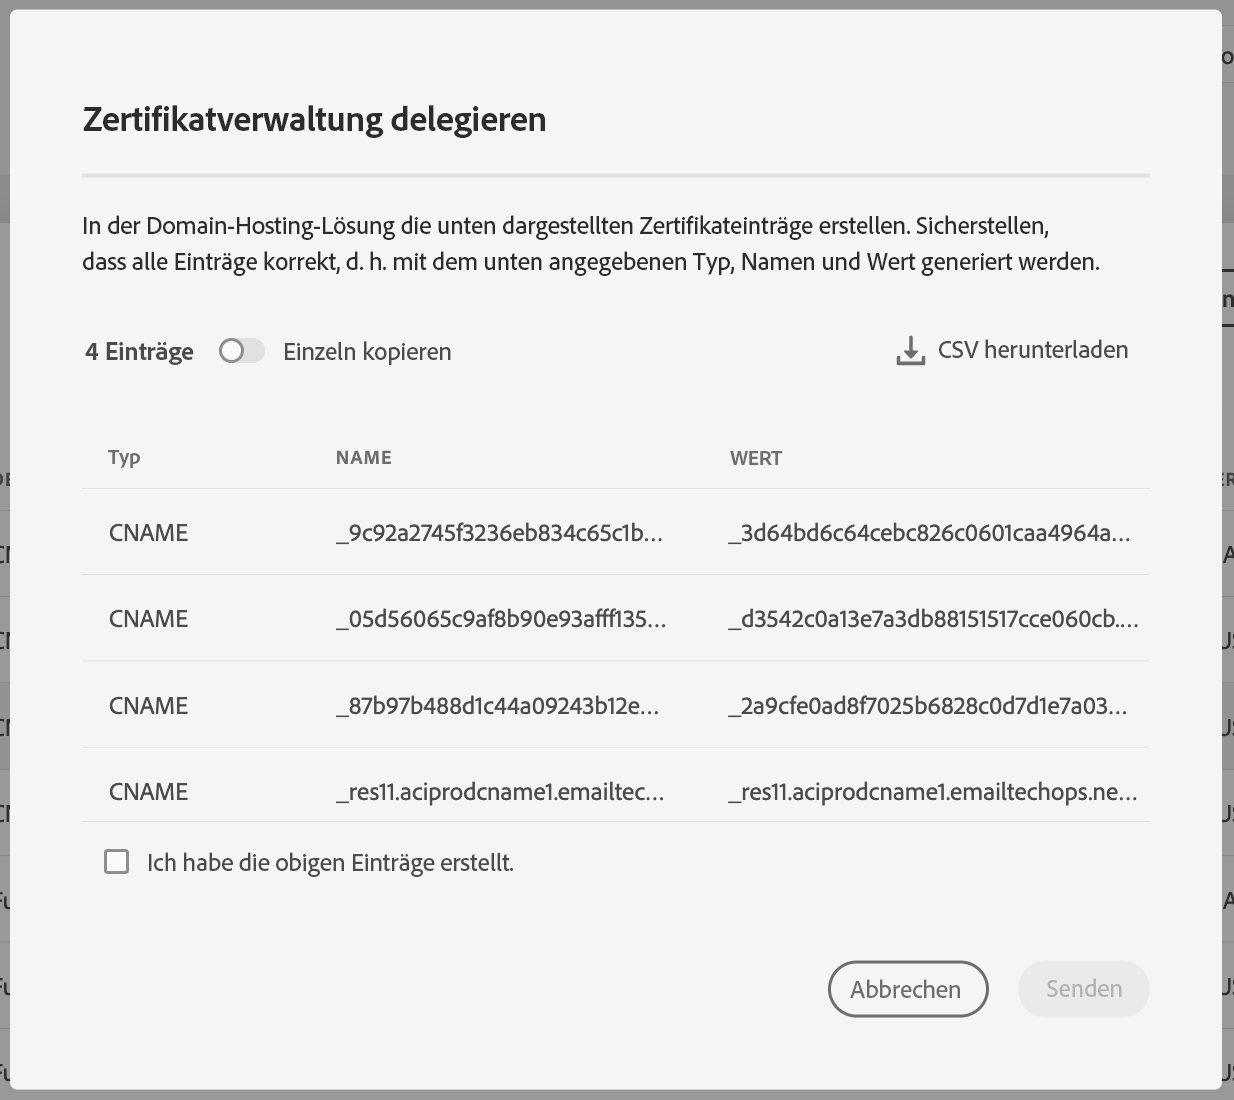 Zertifikatverwaltung delegieren
In der Domain-Hosting-Lösung die unten dargestellten Zertifikateinträge erstellen. Sicherstellen,
dass alle Einträge korrekt, d. h. mit dem unten angegebenen Typ, Namen und Wert generiert werden.
4 Einträge Einzeln kopieren CSV herunterladen
Typ NAME WERT
CNAME _9c92a2745f3236eb834c65c1b... _3d64bd6c64cebc826c0601caa4964a...
CNAME _05d56065c9af8b90e93afff135... _d3542c0a13e7a3db88151517cce060cb....
CNAME _87b97b488d1c44a09243b12e... _2a9cfe0ad8f7025b6828c0d7d1e7a03...
CNAME _res11.aciprodcname1.emailtec... _res11.aciprodcname1.emailtechops.ne...
Ich habe die obigen Einträge erstellt.
Abbrechen Senden